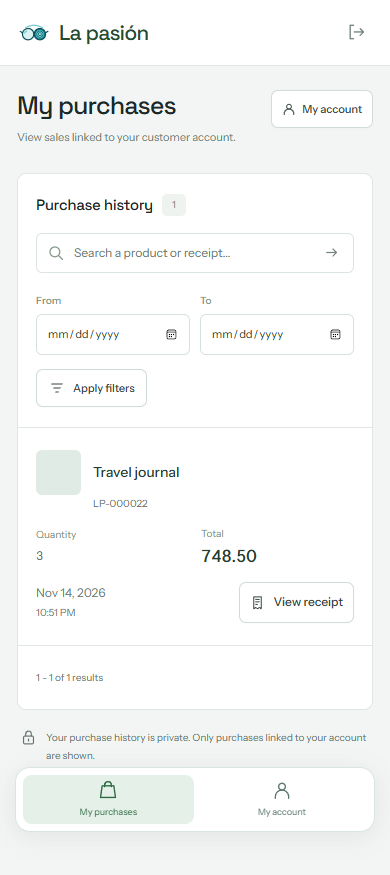 La pasión
My purchases
My account
View sales linked to your customer account.
Purchase history 1
Search a product or receipt...
From To
mm/dd/yyyy mm/dd/yyyy
Apply filters
Travel journal
LP-000022
Quantity Total
3 748.50
Nov 14, 2026
10:51 PM
View receipt
1 - 1 of 1 results
Your purchase history is private. Only purchases linked to your account
are shown.
My purchases My account